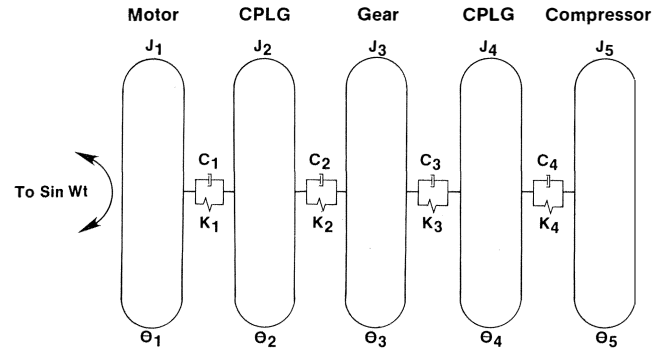 Motor CPLG Gear CPLG Compressor
J1 J2 J3 J4 J5
C1 C2 C3 C4
To Sin Wt
K1 K2 K3 K4
Θ1 Θ2 Θ3 Θ4 Θ5